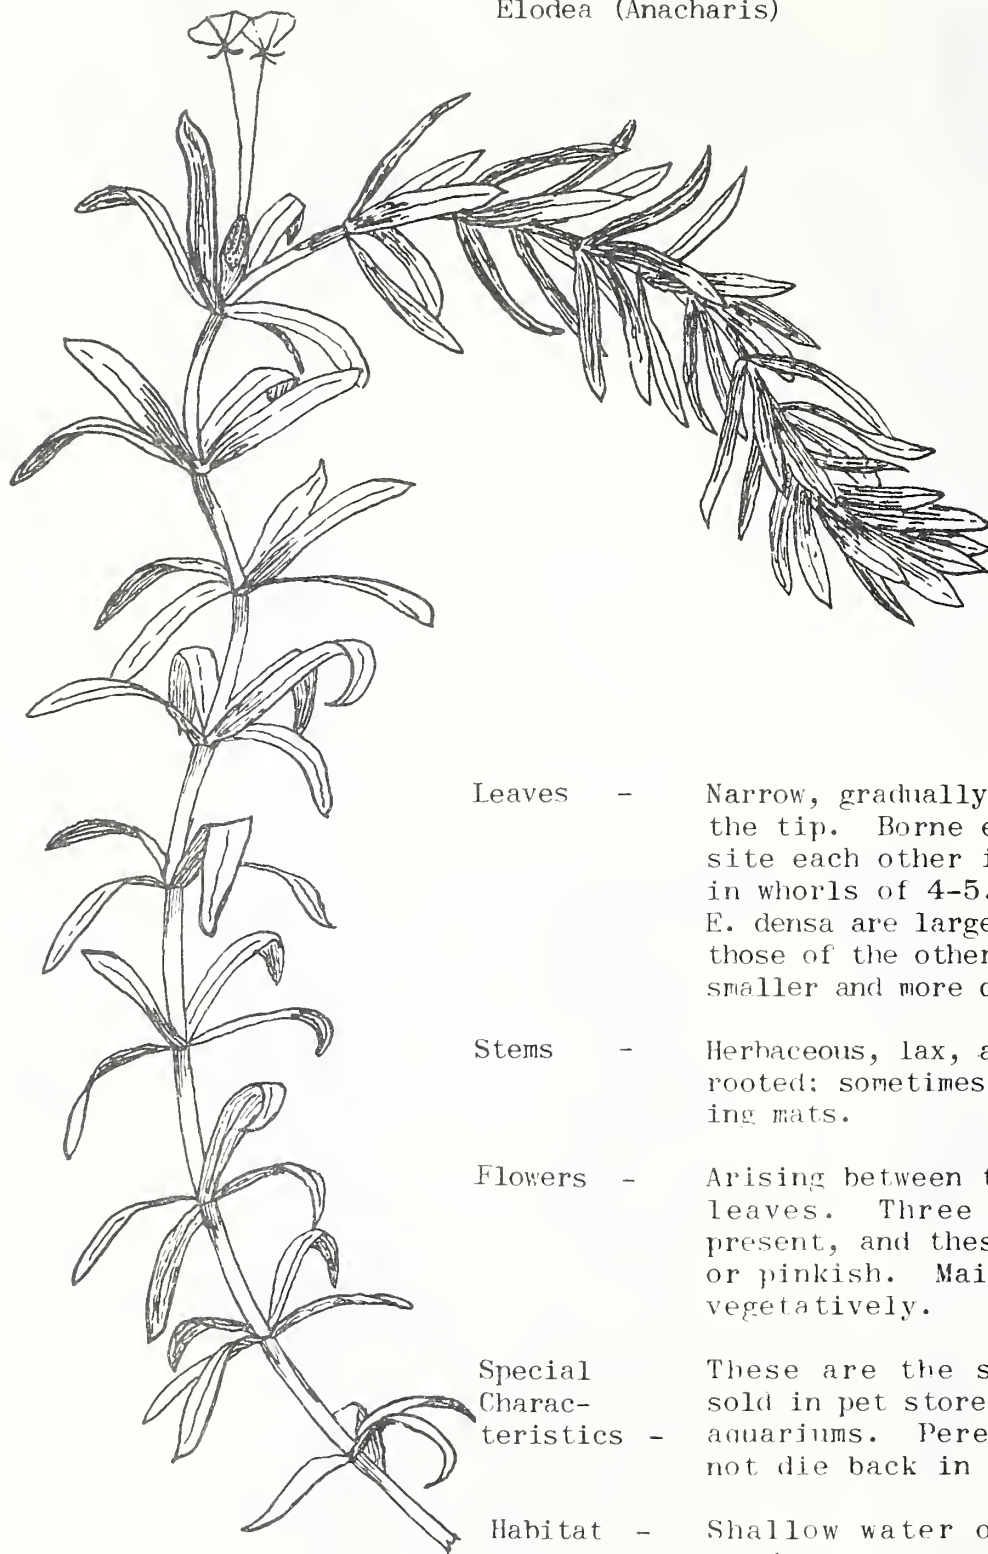 Elodea (Anacharis)
Leaves - Narrow, gradually
the tip. Borne e
site each other i
in whorls of 4-5.
E. densa are large
those of the other
smaller and more
Stems - Herbaceous, lax, a
rooted; sometimes
ing mats.
Flowers - Arising between t
leaves. Three
present, and thes
or pinkish. Mai
vegetatively.
Special These are the s
Charac- sold in pet store
teristics - aquariums. Pere
not die back in
Habitat - Shallow water o